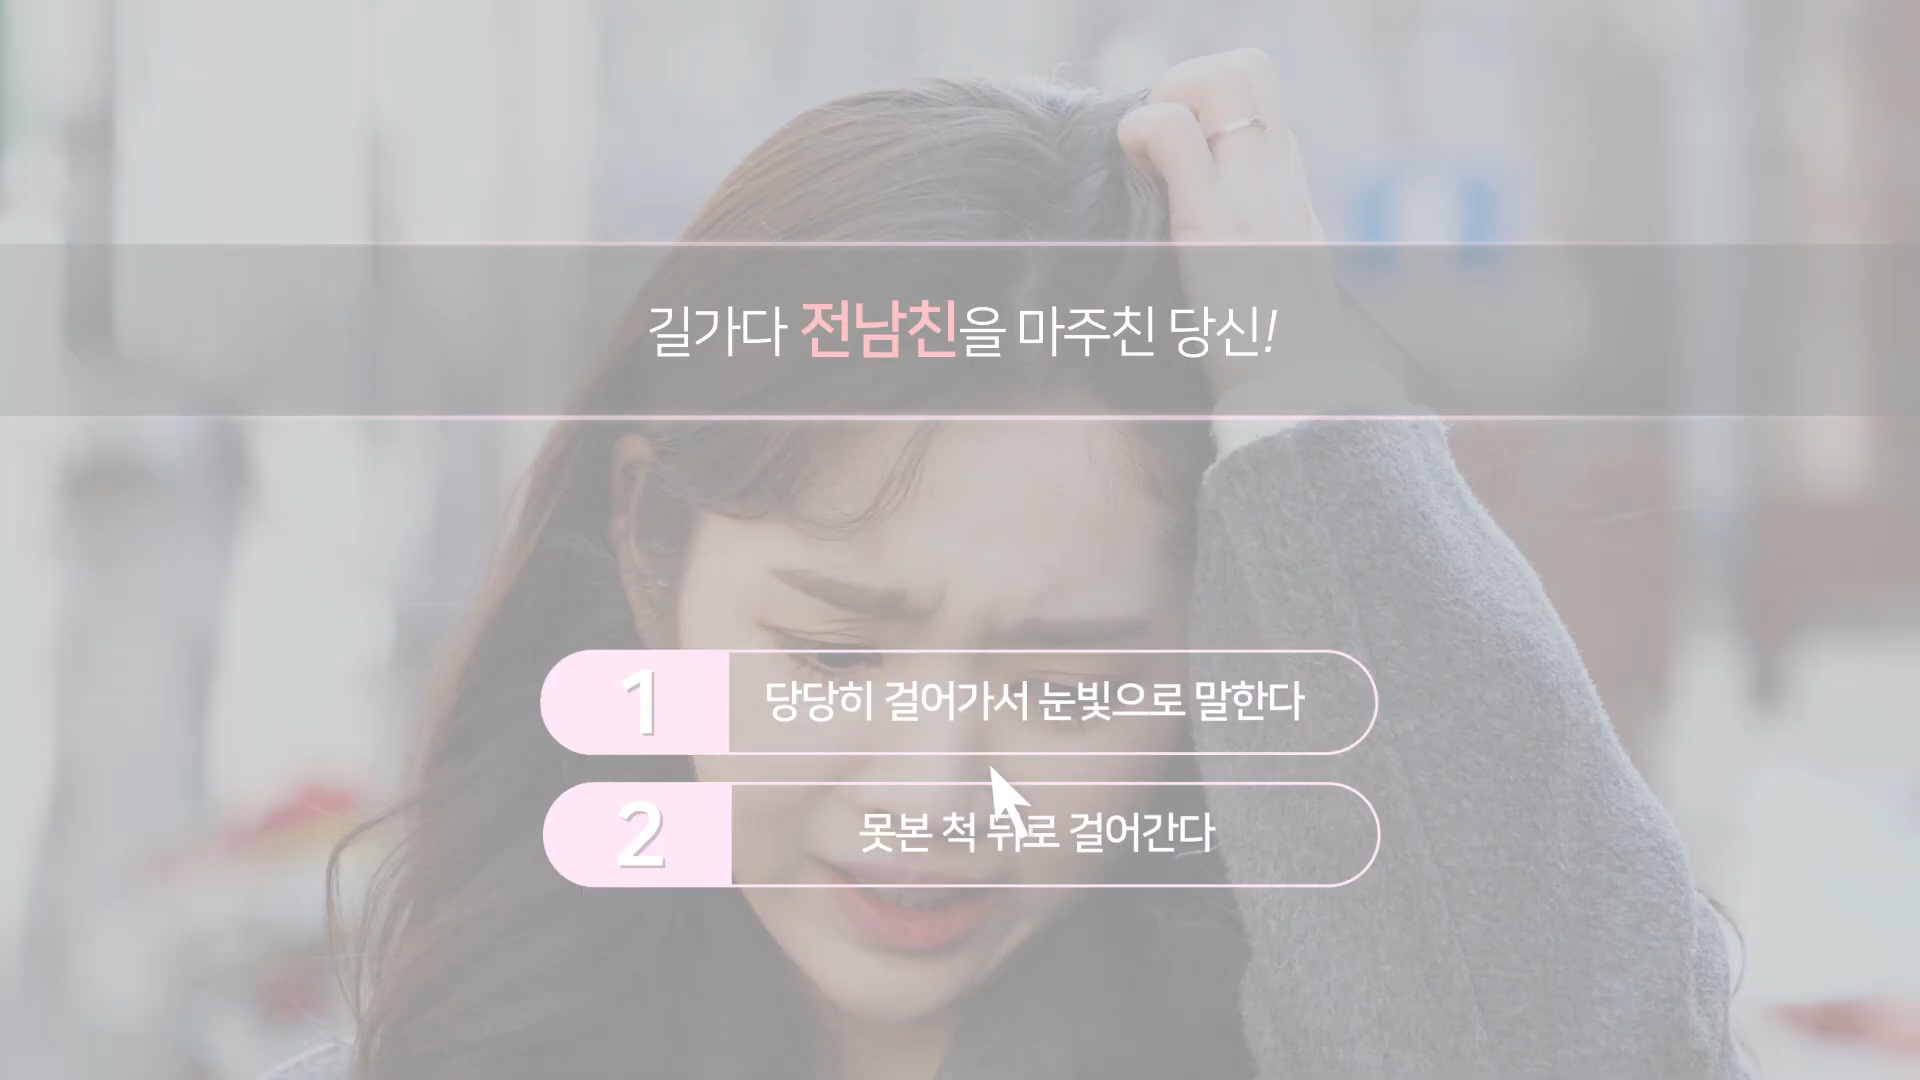 길가다 전남친을 마주친 당신!
1 당당히 걸어가서 눈빛으로 말한다
2 못본 척 뒤로 걸어간다